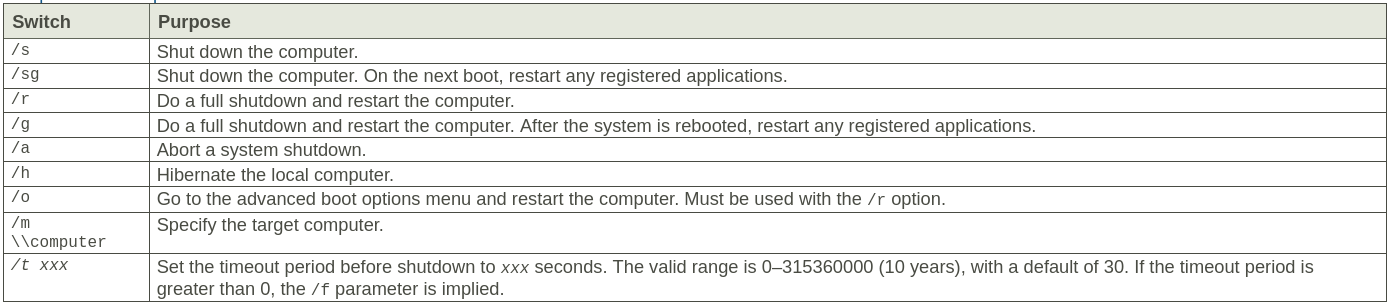 Switch Purpose
/s Shut down the computer.
/sg Shut down the computer. On the next boot, restart any registered applications.
/r Do a full shutdown and restart the computer.
/g Do a full shutdown and restart the computer. After the system is rebooted, restart any registered applications.
/a Abort a system shutdown.
/h Hibernate the local computer.
/o Go to the advanced boot options menu and restart the computer. Must be used with the /r option.
/m Specify the target computer.
\\computer
/t xxx Set the timeout period before shutdown to xxx seconds. The valid range is 0–315360000 (10 years), with a default of 30. If the timeout period is
greater than 0, the /f parameter is implied.